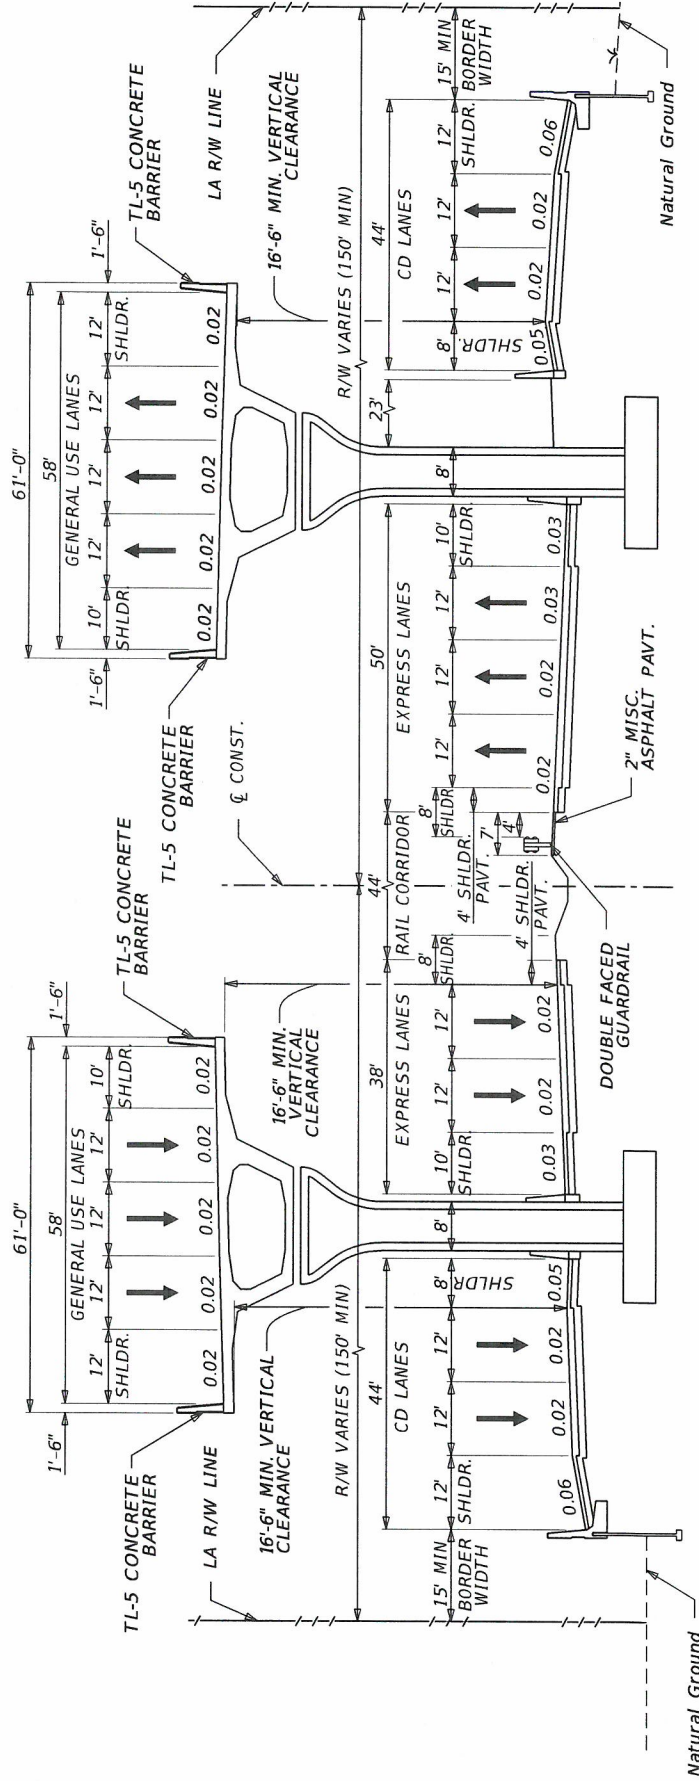 61'-0"
61'-0"
1'-6"
58'
1'-6"
1'-6"
58'
1'-6"
GENERAL USE LANES
GENERAL USE LANES
12'
12'
12'
12'
10'
10'
12'
12'
12'
12'
SHLDR.
SHLDR.
SHLDR.
SHLDR.
TL-5 CONCRETE
BARRIER
TL-5 CONCRETE
BARRIER
TL-5 CONCRETE
BARRIER
TL-5 CONCRETE
BARRIER
0.02
0.02
0.02
0.02
0.02
0.02
0.02
0.02
0.02
0.02
LA R/W LINE
℄ CONST.
LA R/W LINE
16'-6" MIN. VERTICAL
CLEARANCE
16'-6" MIN.
VERTICAL
CLEARANCE
16'-6" MIN. VERTICAL
CLEARANCE
R/W VARIES (150' MIN)
R/W VARIES (150' MIN)
44'
38'
44'
50'
23'
44'
CD LANES
EXPRESS LANES
RAIL CORRIDOR
EXPRESS LANES
CD LANES
15' MIN
BORDER
WIDTH
12'
SHLDR.
12'
12'
8'
SHLDR.
8'
10'
SHLDR.
12'
12'
8'
SHLDR.
4' SHLDR.
PAVT.
4' SHLDR.
PAVT.
7'
4'
8'
SHLDR.
12'
12'
12'
10'
SHLDR.
8'
8'
SHLDR.
12'
12'
12'
SHLDR.
15' MIN
BORDER
WIDTH
0.06
0.02
0.02
0.05
0.03
0.02
0.02
0.02
0.02
0.03
0.03
0.05
0.02
0.02
0.06
DOUBLE FACED
GUARDRAIL
2" MISC.
ASPHALT PAVT.
Natural Ground
Natural Ground